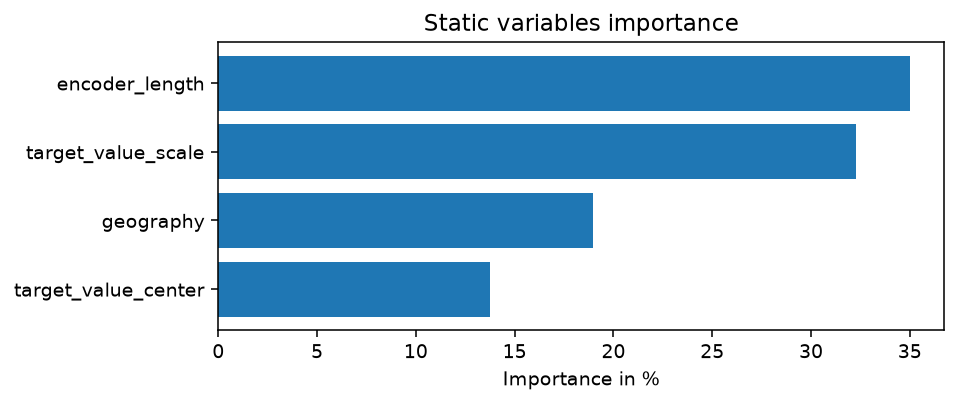 Static variables importance
encoder_length
target_value_scale
geography
target_value_center
0 5 10 15 20 25 30 35
Importance in %